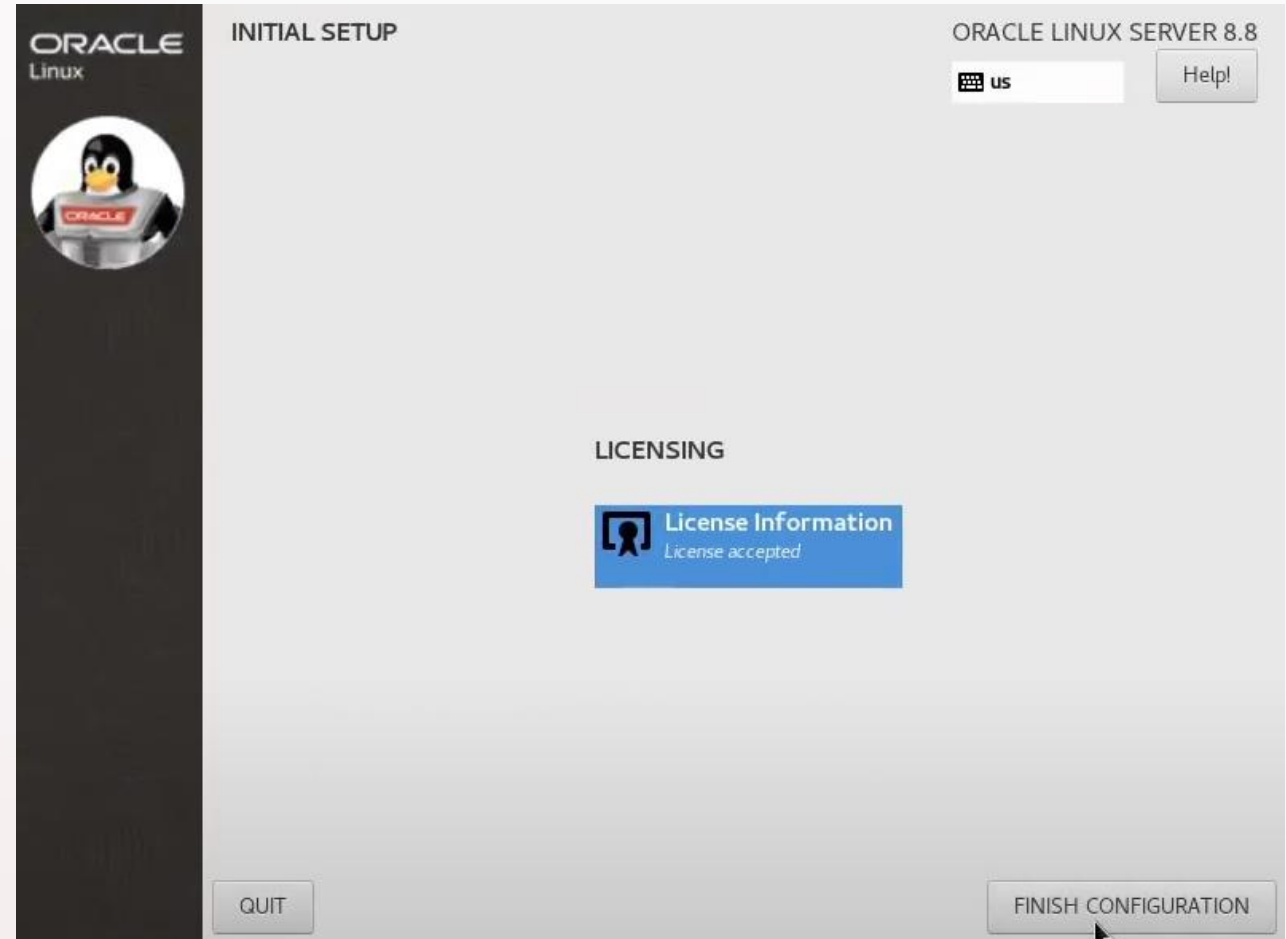 ORACLE
Linux
INITIAL SETUP
ORACLE LINUX SERVER 8.8
us
Help!
ORACLE
LICENSING
License Information
License accepted
QUIT
FINISH CONFIGURATION